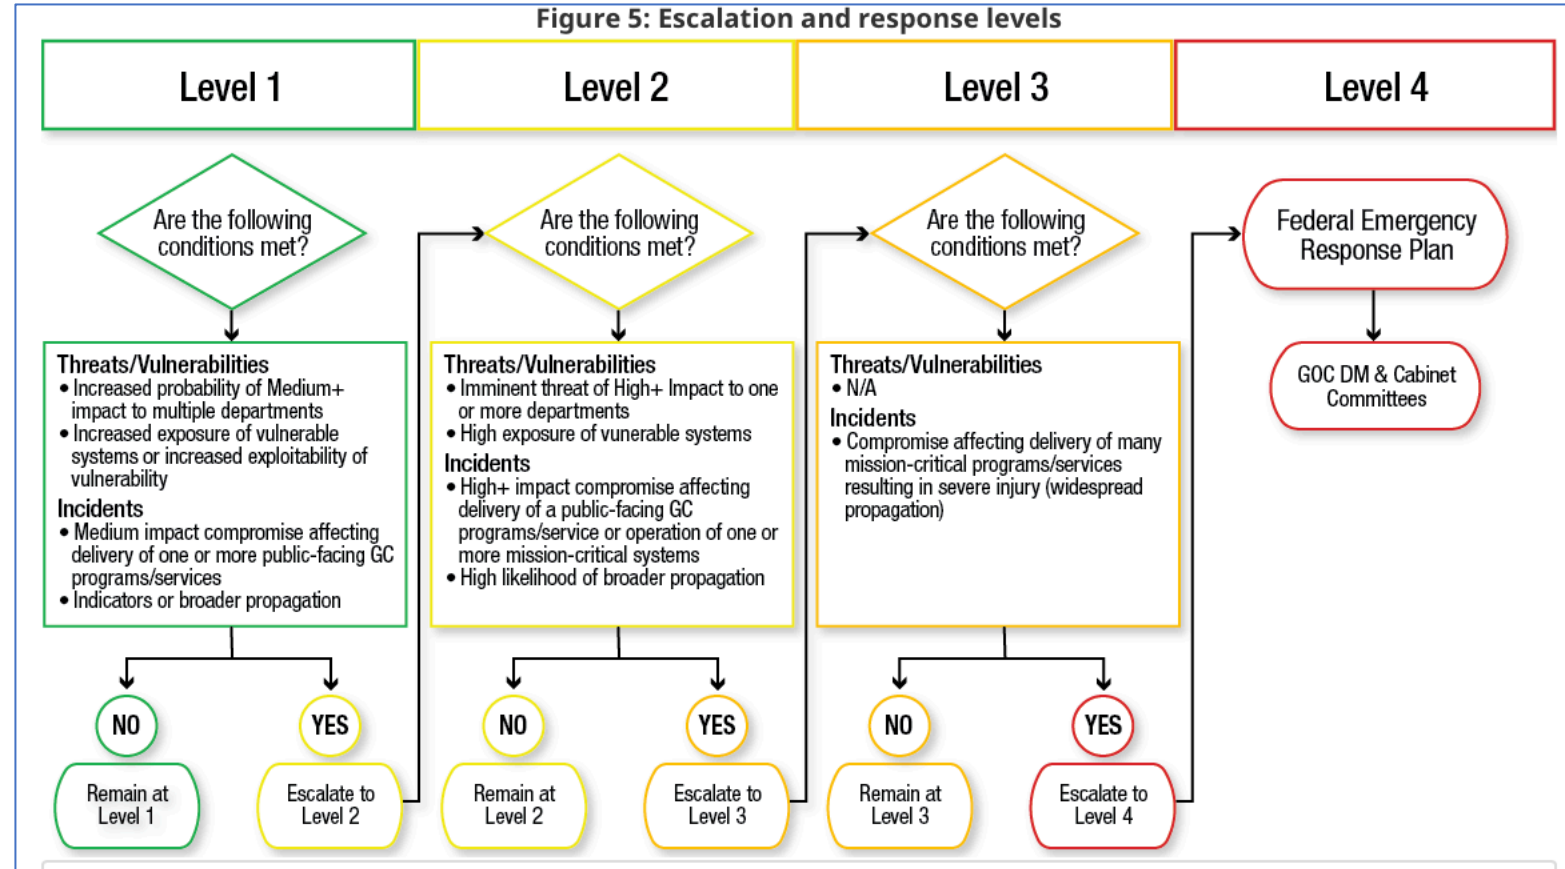 Figure 5: Escalation and response levels
Level 1
Level 2
Level 3
Level 4
Are the following
conditions met?
Threats/Vulnerabilities
• Increased probability of Medium+
impact to multiple departments
• Increased exposure of vulnerable
systems or increased exploitability of
vulnerability
Incidents
• Medium impact compromise affecting
delivery of one or more public-facing GC
programs/services
• Indicators or broader propagation
NO
YES
Remain at
Level 1
Escalate to
Level 2
Are the following
conditions met?
Threats/Vulnerabilities
• Imminent threat of High+ Impact to one
or more departments
• High exposure of vunerable systems
Incidents
• High+ impact compromise affecting
delivery of a public-facing GC
programs/service or operation of one or
more mission-critical systems
• High likelihood of broader propagation
NO
YES
Remain at
Level 2
Escalate to
Level 3
Are the following
conditions met?
Threats/Vulnerabilities
• N/A
Incidents
• Compromise affecting delivery of many
mission-critical programs/services
resulting in severe injury (widespread
propagation)
NO
YES
Remain at
Level 3
Escalate to
Level 4
Federal Emergency
Response Plan
GOC DM & Cabinet
Committees